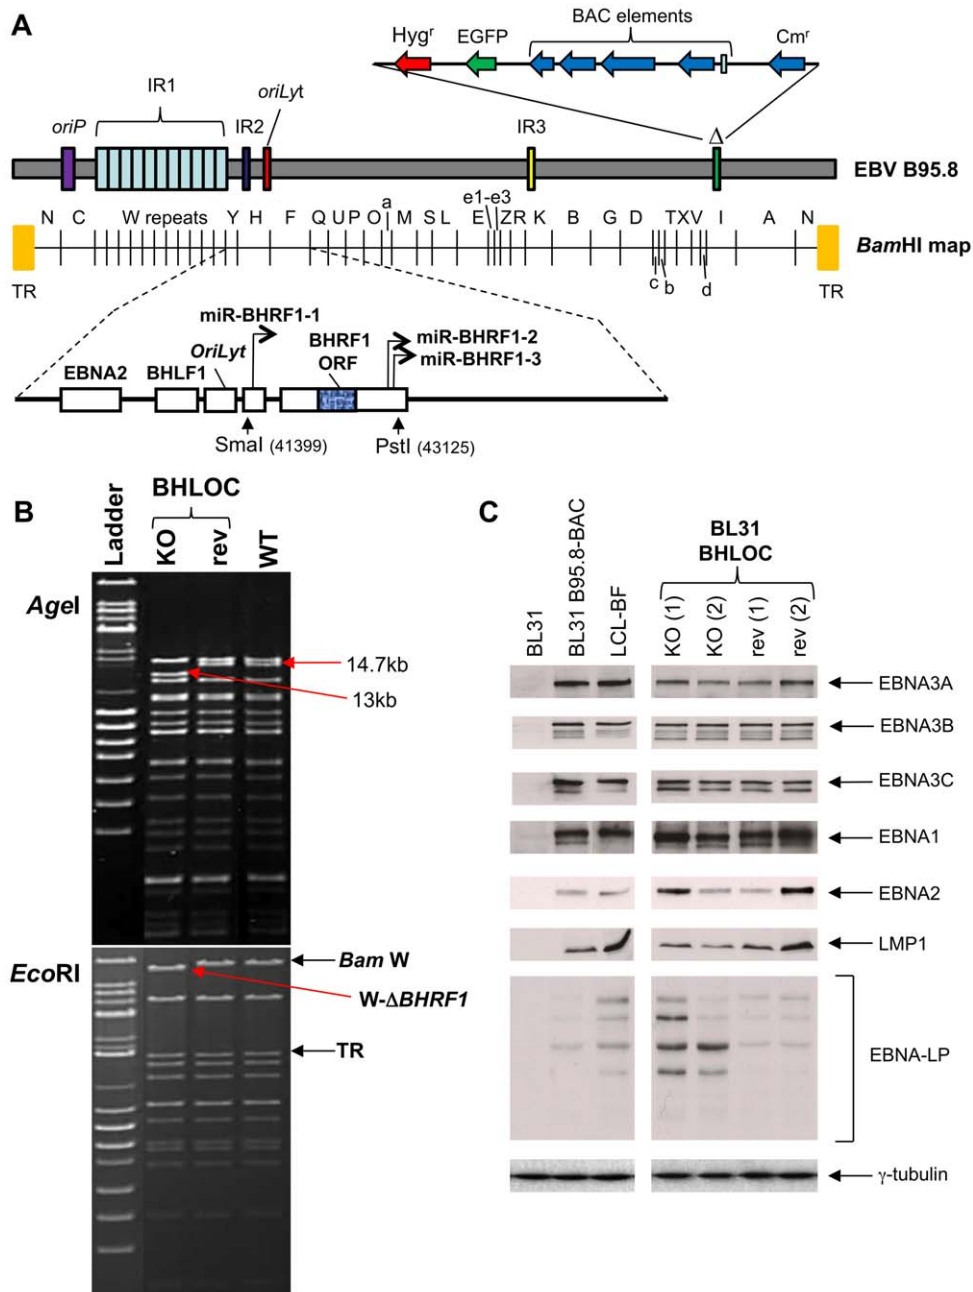 A
BAC elements
Hygr EGFP Cmr
IR1 oriLyt
oriP IR2 IR3 Δ
EBV B95.8
N C W repeats Y H F Q U P O a M S L E e1-e3 Z R K B G D T X V I A N
BamHI map
TR c b d TR
miR-BHRF1-1
OriLyt BHRF1 miR-BHRF1-2
EBNA2 BHLF1 ORF miR-BHRF1-3
SmaI (41399) PstI (43125)
B
BHLOC
Ladder KO rev WT
AgeI
14.7kb
13kb
EcoRI
Bam W
W-ΔBHRF1
TR
C
BL31
BHLOC
BL31 BL31 B95.8-BAC LCL-BF KO (1) KO (2) rev (1) rev (2)
EBNA3A
EBNA3B
EBNA3C
EBNA1
EBNA2
LMP1
EBNA-LP
γ-tubulin